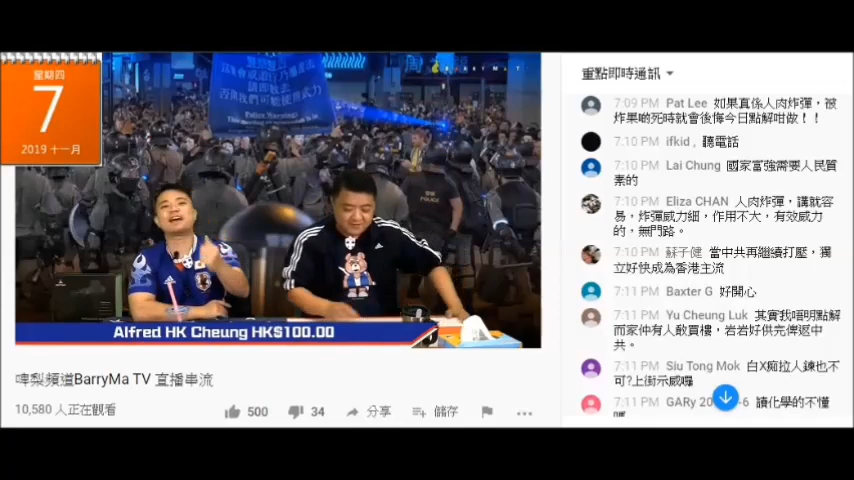 星期四
7
2019 十一月
POLICE
Alfred HK Cheung HK$100.00
啤梨頻道BarryMa TV 直播串流
10,580 人正在觀看
500
34
分享
儲存
重點即時通訊
7:09 PM Pat Lee 如果真係人肉炸彈，被
炸果啲死時就會後悔今日點解咁做！！
7:10 PM ifkid , 聽電話
7:10 PM Lai Chung 國家富強需要人民質
素的
7:10 PM Eliza CHAN 人肉炸彈，講就容
易，炸彈威力細，作用不大，有效威力
的，無門路。
7:10 PM 蘇子健 當中共再繼續打壓，獨
立好快成為香港主流
7:11 PM Baxter G 好開心
7:11 PM Yu Cheung Luk 其實我唔明點解
而家仲有人敢買樓，岩岩好供完俾返中
共。
7:11 PM Siu Tong Mok 白X痴拉人鍊也不
可?上街示威㗎
7:11 PM GARy 20 -6 讀化學的不懂